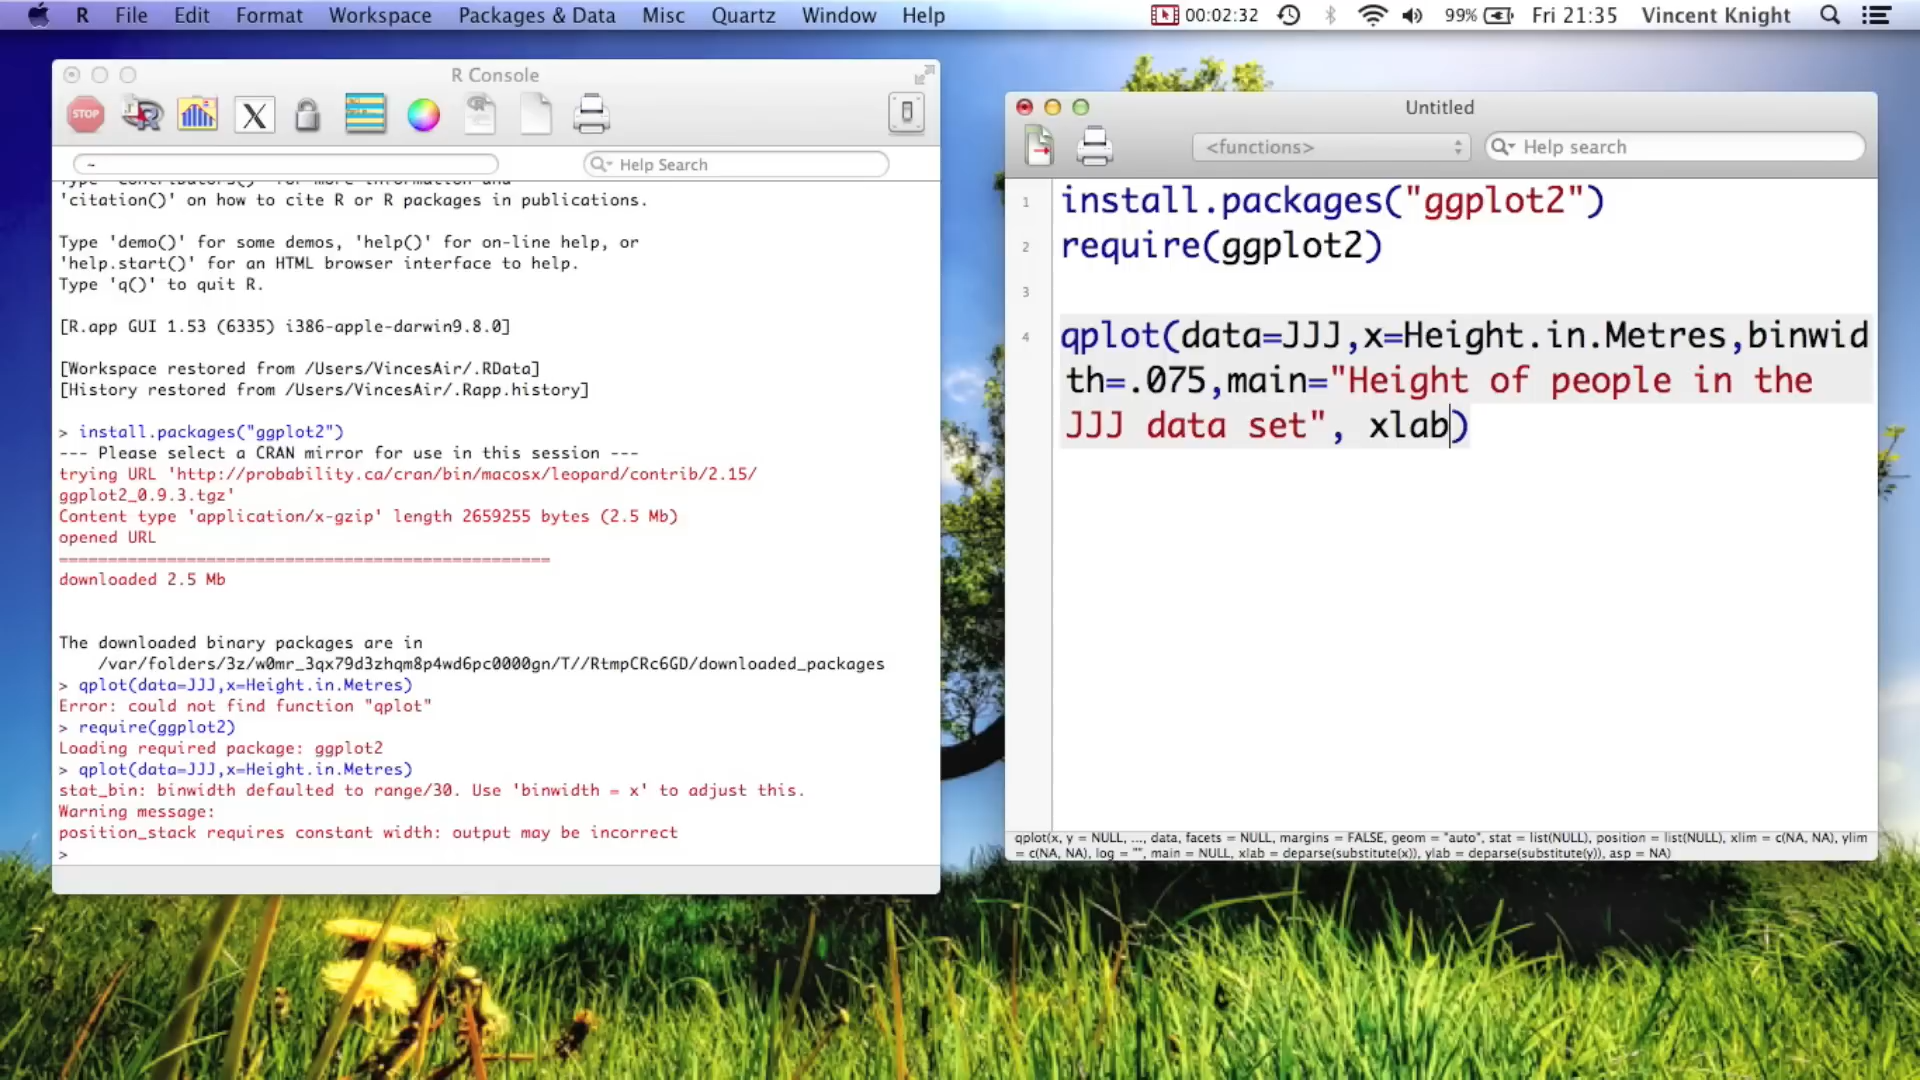 R File Edit Format Workspace Packages & Data Misc Quartz Window Help 00:02:32 99% Fri 21:35 Vincent Knight
R Console
STOP
X
~
Help Search
'citation()' on how to cite R or R packages in publications.
Type 'demo()' for some demos, 'help()' for on-line help, or
'help.start()' for an HTML browser interface to help.
Type 'q()' to quit R.
[R.app GUI 1.53 (6335) i386-apple-darwin9.8.0]
[Workspace restored from /Users/VincesAir/.RData]
[History restored from /Users/VincesAir/.Rapp.history]
> install.packages("ggplot2")
--- Please select a CRAN mirror for use in this session ---
trying URL 'http://probability.ca/cran/bin/macosx/leopard/contrib/2.15/
ggplot2_0.9.3.tgz'
Content type 'application/x-gzip' length 2659255 bytes (2.5 Mb)
opened URL
==================================================
downloaded 2.5 Mb
The downloaded binary packages are in
/var/folders/3z/w0mr_3qx79d3zhqm8p4wd6pc0000gn/T//RtmpCRc6GD/downloaded_packages
> qplot(data=JJJ,x=Height.in.Metres)
Error: could not find function "qplot"
> require(ggplot2)
Loading required package: ggplot2
> qplot(data=JJJ,x=Height.in.Metres)
stat_bin: binwidth defaulted to range/30. Use 'binwidth = x' to adjust this.
Warning message:
position_stack requires constant width: output may be incorrect
>
Untitled
<functions>
Help search
1 install.packages("ggplot2")
2 require(ggplot2)
3
4 qplot(data=JJJ,x=Height.in.Metres,binwid
th=.075,main="Height of people in the
JJJ data set", xlab)
qplot(x, y = NULL, ..., data, facets = NULL, margins = FALSE, geom = "auto", stat = list(NULL), position = list(NULL), xlim = c(NA, NA), ylim
= c(NA, NA), log = "", main = NULL, xlab = deparse(substitute(x)), ylab = deparse(substitute(y)), asp = NA)